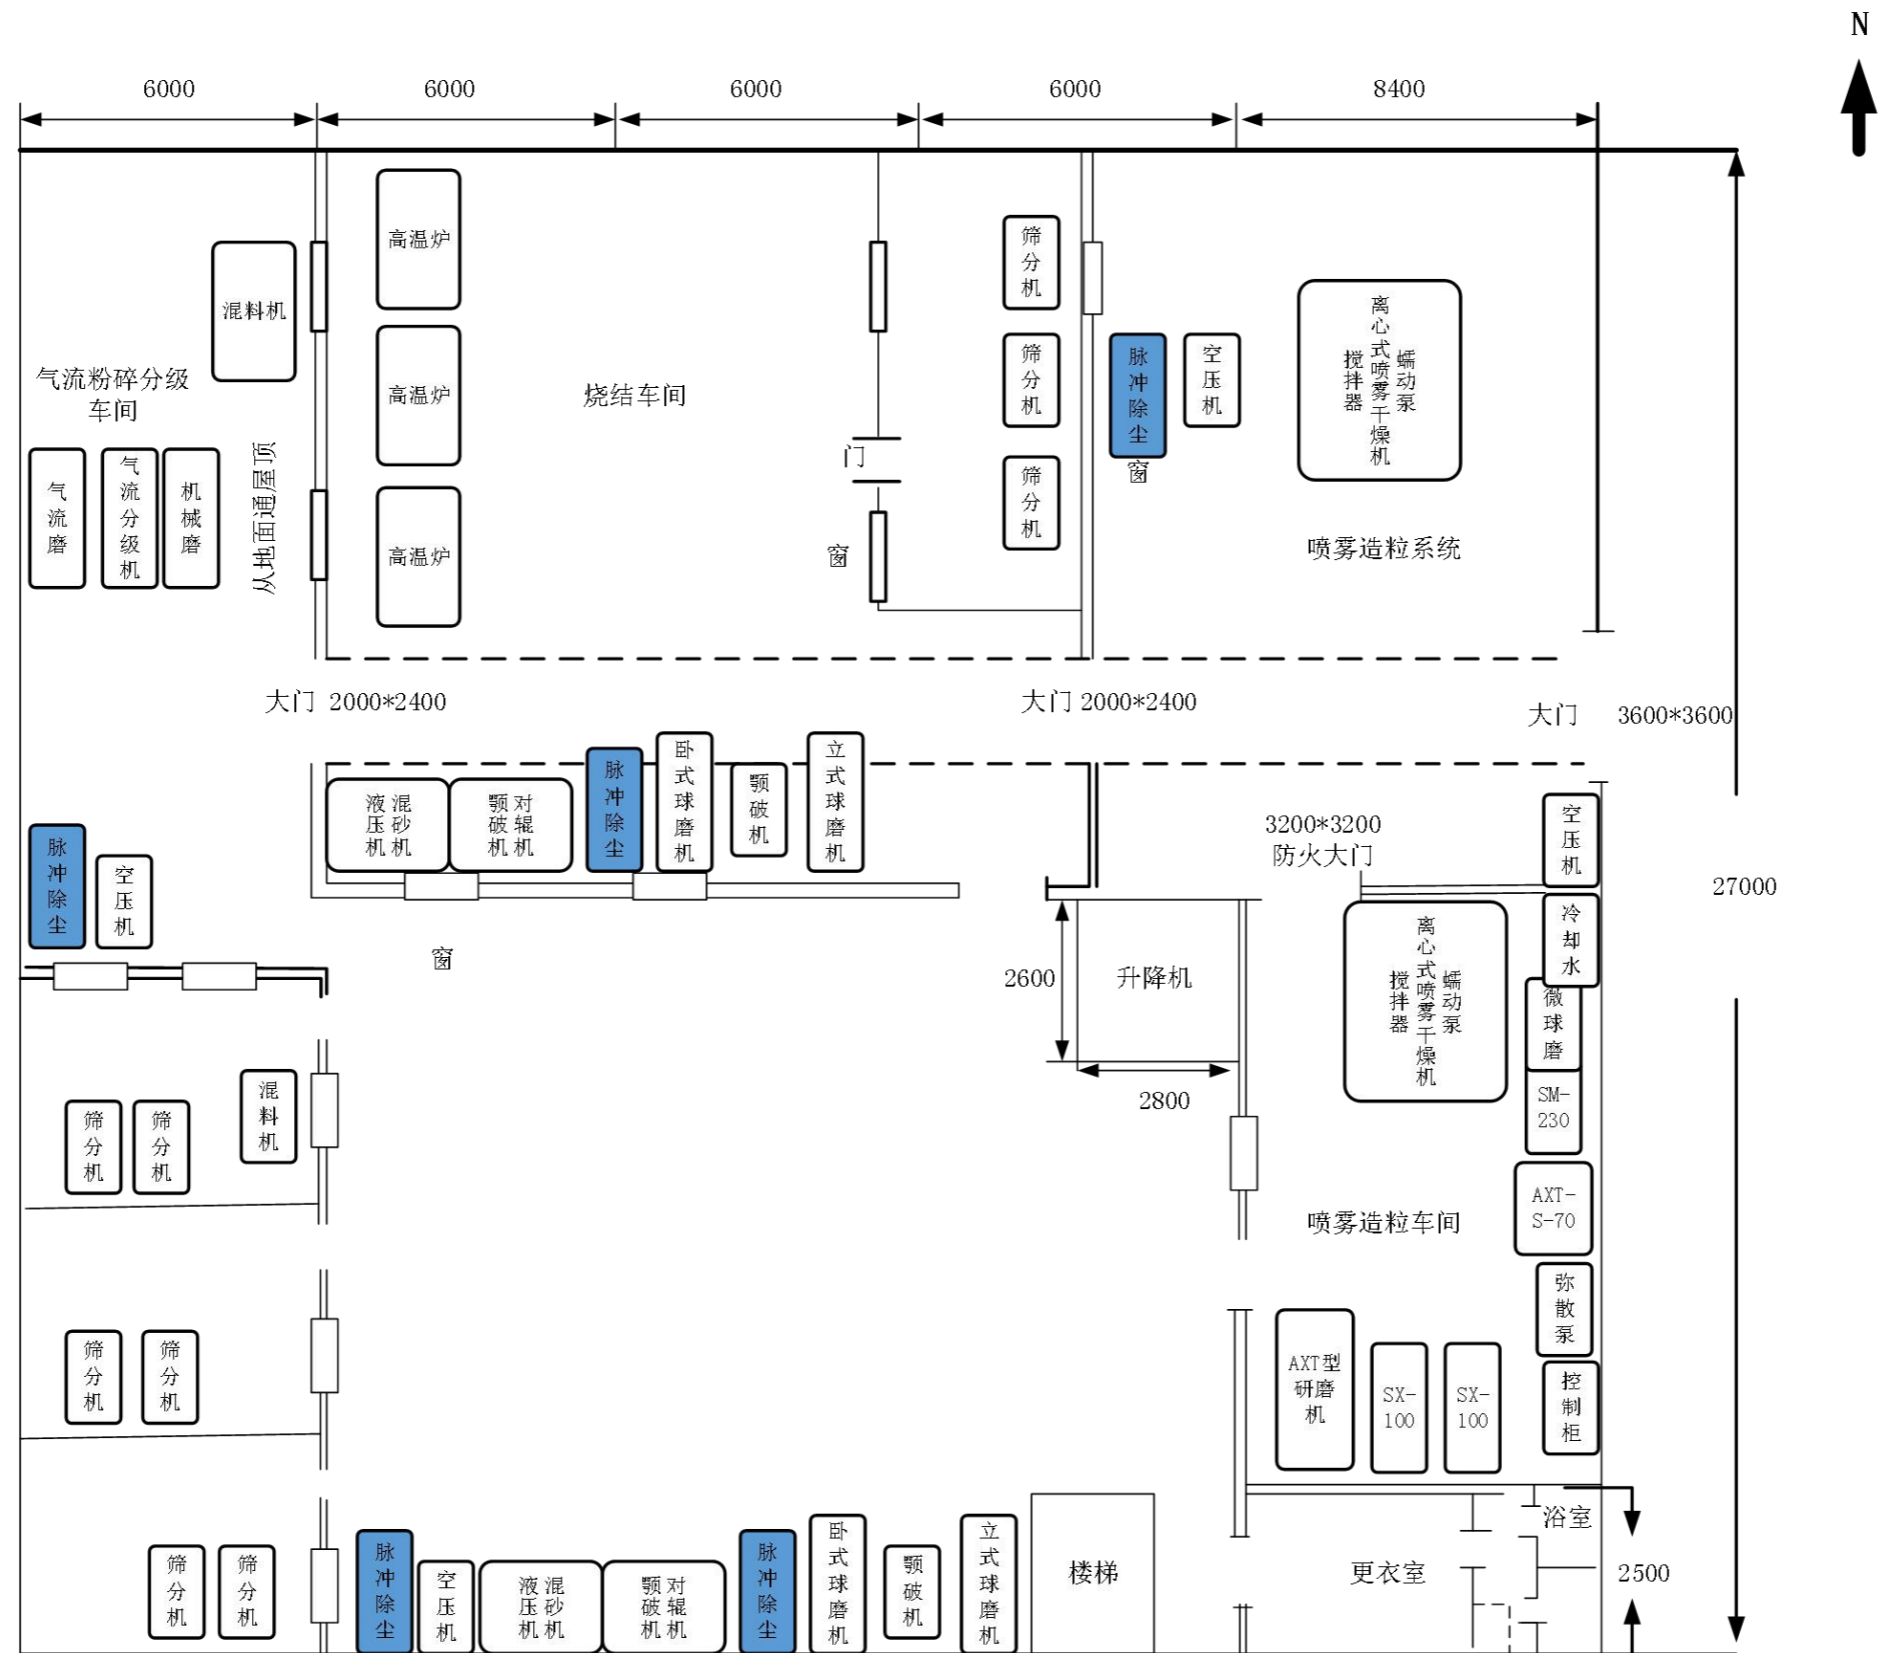 N
6000
6000
6000
6000
8400
混料机
高温炉
高温炉
高温炉
筛分机
筛分机
筛分机
脉冲除尘
窗
空压机
搅拌器
离心式喷雾干燥机
蠕动泵
气流粉碎分级
车间
气流磨
气流分级机
机械磨
从地面通屋顶
烧结车间
门
窗
喷雾造粒系统
大门 2000*2400
大门 2000*2400
大门 3600*3600
液压机
混砂机
颚破机
对辊机
脉冲除尘
卧式球磨机
颚破机
立式球磨机
3200*3200
防火大门
空压机
27000
脉冲除尘
空压机
窗
2600
升降机
2800
搅拌器
离心式喷雾干燥机
蠕动泵
冷却水
微球磨
SM-
230
筛分机
筛分机
混料机
喷雾造粒车间
AXT-
S-70
弥散泵
筛分机
筛分机
AXT型
研磨
机
SX-
100
SX-
100
控制柜
筛分机
筛分机
脉冲除尘
空压机
液压机
混砂机
颚破机
对辊机
脉冲除尘
卧式球磨机
颚破机
立式球磨机
楼梯
更衣室
浴室
2500